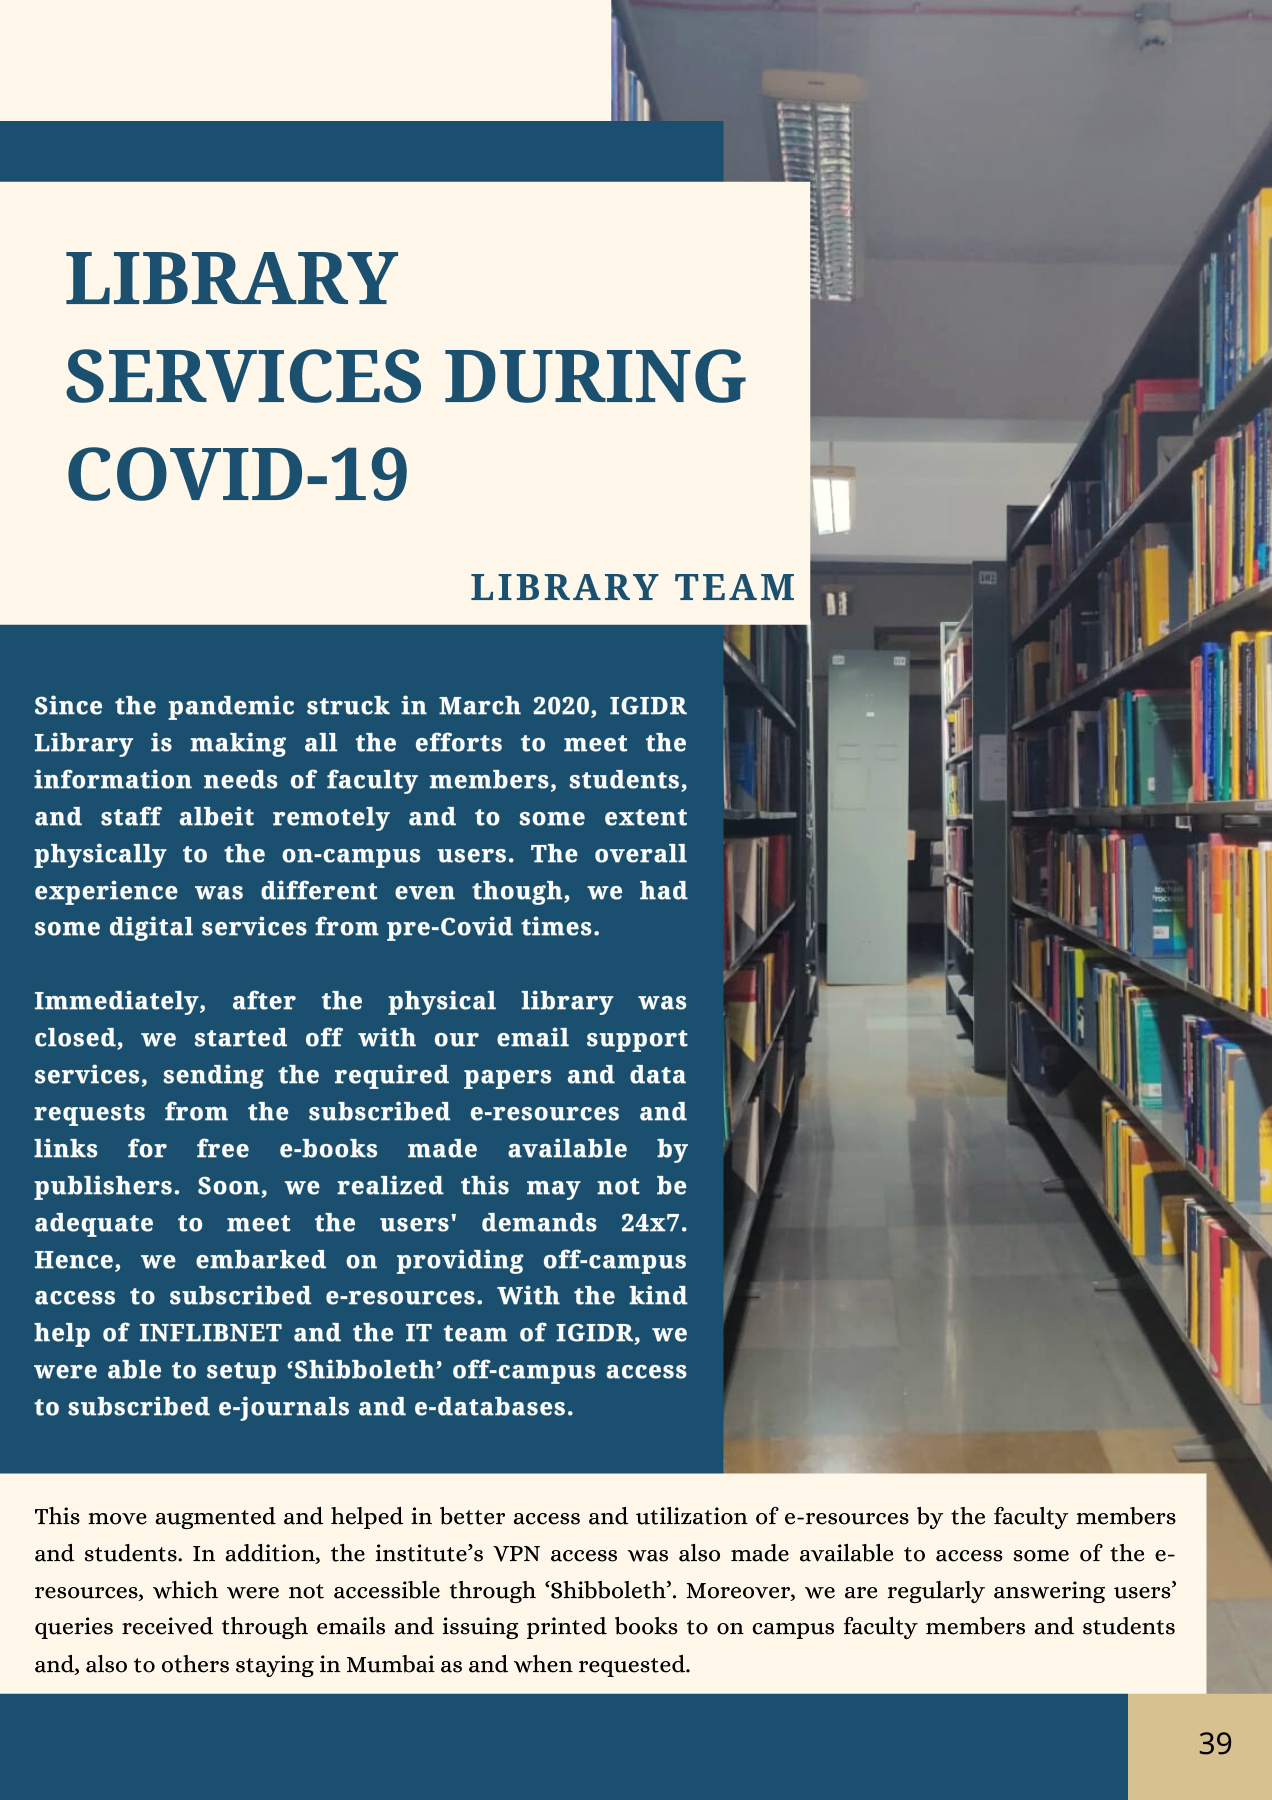 LIBRARY
SERVICES DURING
COVID-19
LIBRARY TEAM
Since the pandemic struck in March 2020, IGIDR
Library is making all the efforts to meet the
information needs of faculty members, students,
and staff albeit remotely and to some extent
physically to the on-campus users. The overall
experience was different even though, we had
some digital services from pre-Covid times.
Immediately, after the physical library was
closed, we started off with our email support
services, sending the required papers and data
requests from the subscribed e-resources and
links for free e-books made available by
publishers. Soon, we realized this may not be
adequate to meet the users' demands 24x7.
Hence, we embarked on providing off-campus
access to subscribed e-resources. With the kind
help of INFLIBNET and the IT team of IGIDR, we
were able to setup ‘Shibboleth’ off-campus access
to subscribed e-journals and e-databases.
This move augmented and helped in better access and utilization of e-resources by the faculty members
and students. In addition, the institute’s VPN access was also made available to access some of the e-
resources, which were not accessible through ‘Shibboleth’. Moreover, we are regularly answering users’
queries received through emails and issuing printed books to on campus faculty members and students
and, also to others staying in Mumbai as and when requested.
39